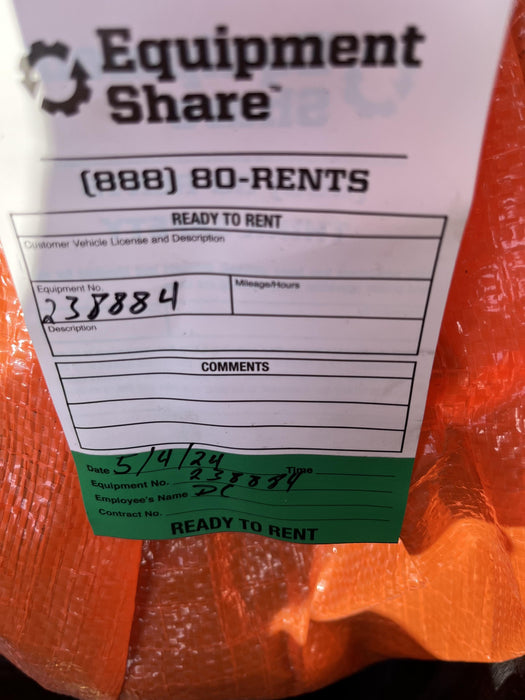 Equipment
Share™
(888) 80-RENTS
READY TO RENT
Customer Vehicle License and Description
Equipment No. Mileage/Hours
238884
Description
COMMENTS
Date 5/4/24 Time
Equipment No. 238884
Employee's Name DC
Contract No.
READY TO RENT